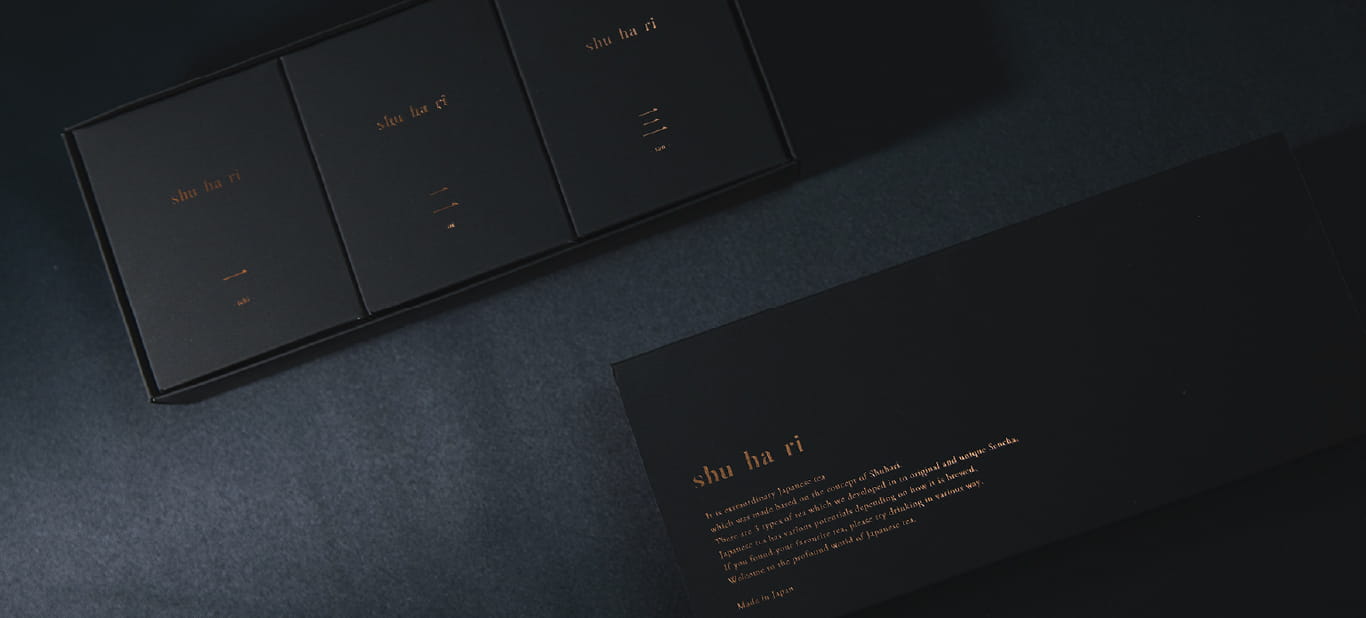 shu ha ri
ichi
shu ha ri
ni
shu ha ri
san
shu ha ri
It is extraordinary Japanese tea
which was made based on the concept of Shuhari.
There are 3 types of tea which we developed in to original and unique Sencha.
Japanese tea has various potentials depending on how it is brewed.
If you found your favourite tea, please try drinking in various way.
Welcome to the profound world of Japanese tea.
Made in Japan